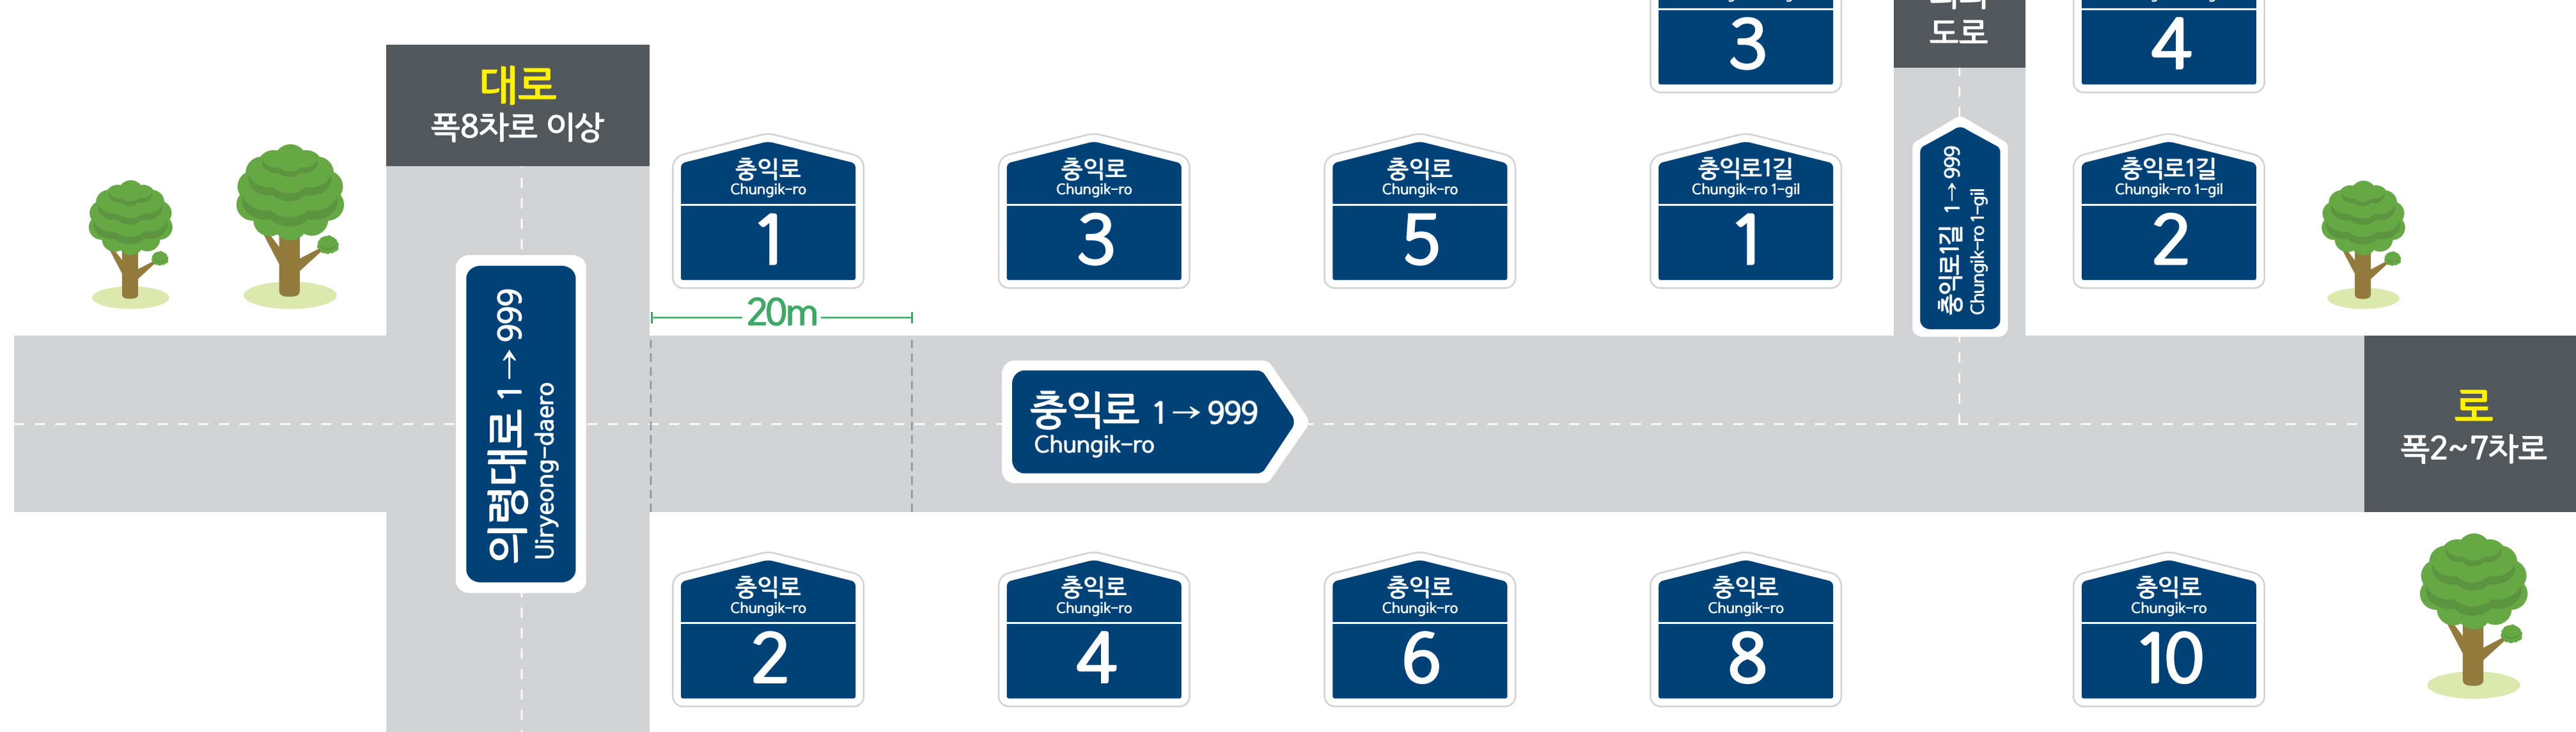 3
도로
4
대로
폭8차로 이상
충익로
Chungik-ro
1
충익로
Chungik-ro
3
충익로
Chungik-ro
5
충익로1길
Chungik-ro 1-gil
1
충익로1길 1→999
Chungik-ro 1-gil
충익로1길
Chungik-ro 1-gil
2
20m
의령대로 1→999
Uiryeong-daero
충익로 1→999
Chungik-ro
로
폭2~7차로
충익로
Chungik-ro
2
충익로
Chungik-ro
4
충익로
Chungik-ro
6
충익로
Chungik-ro
8
충익로
Chungik-ro
10